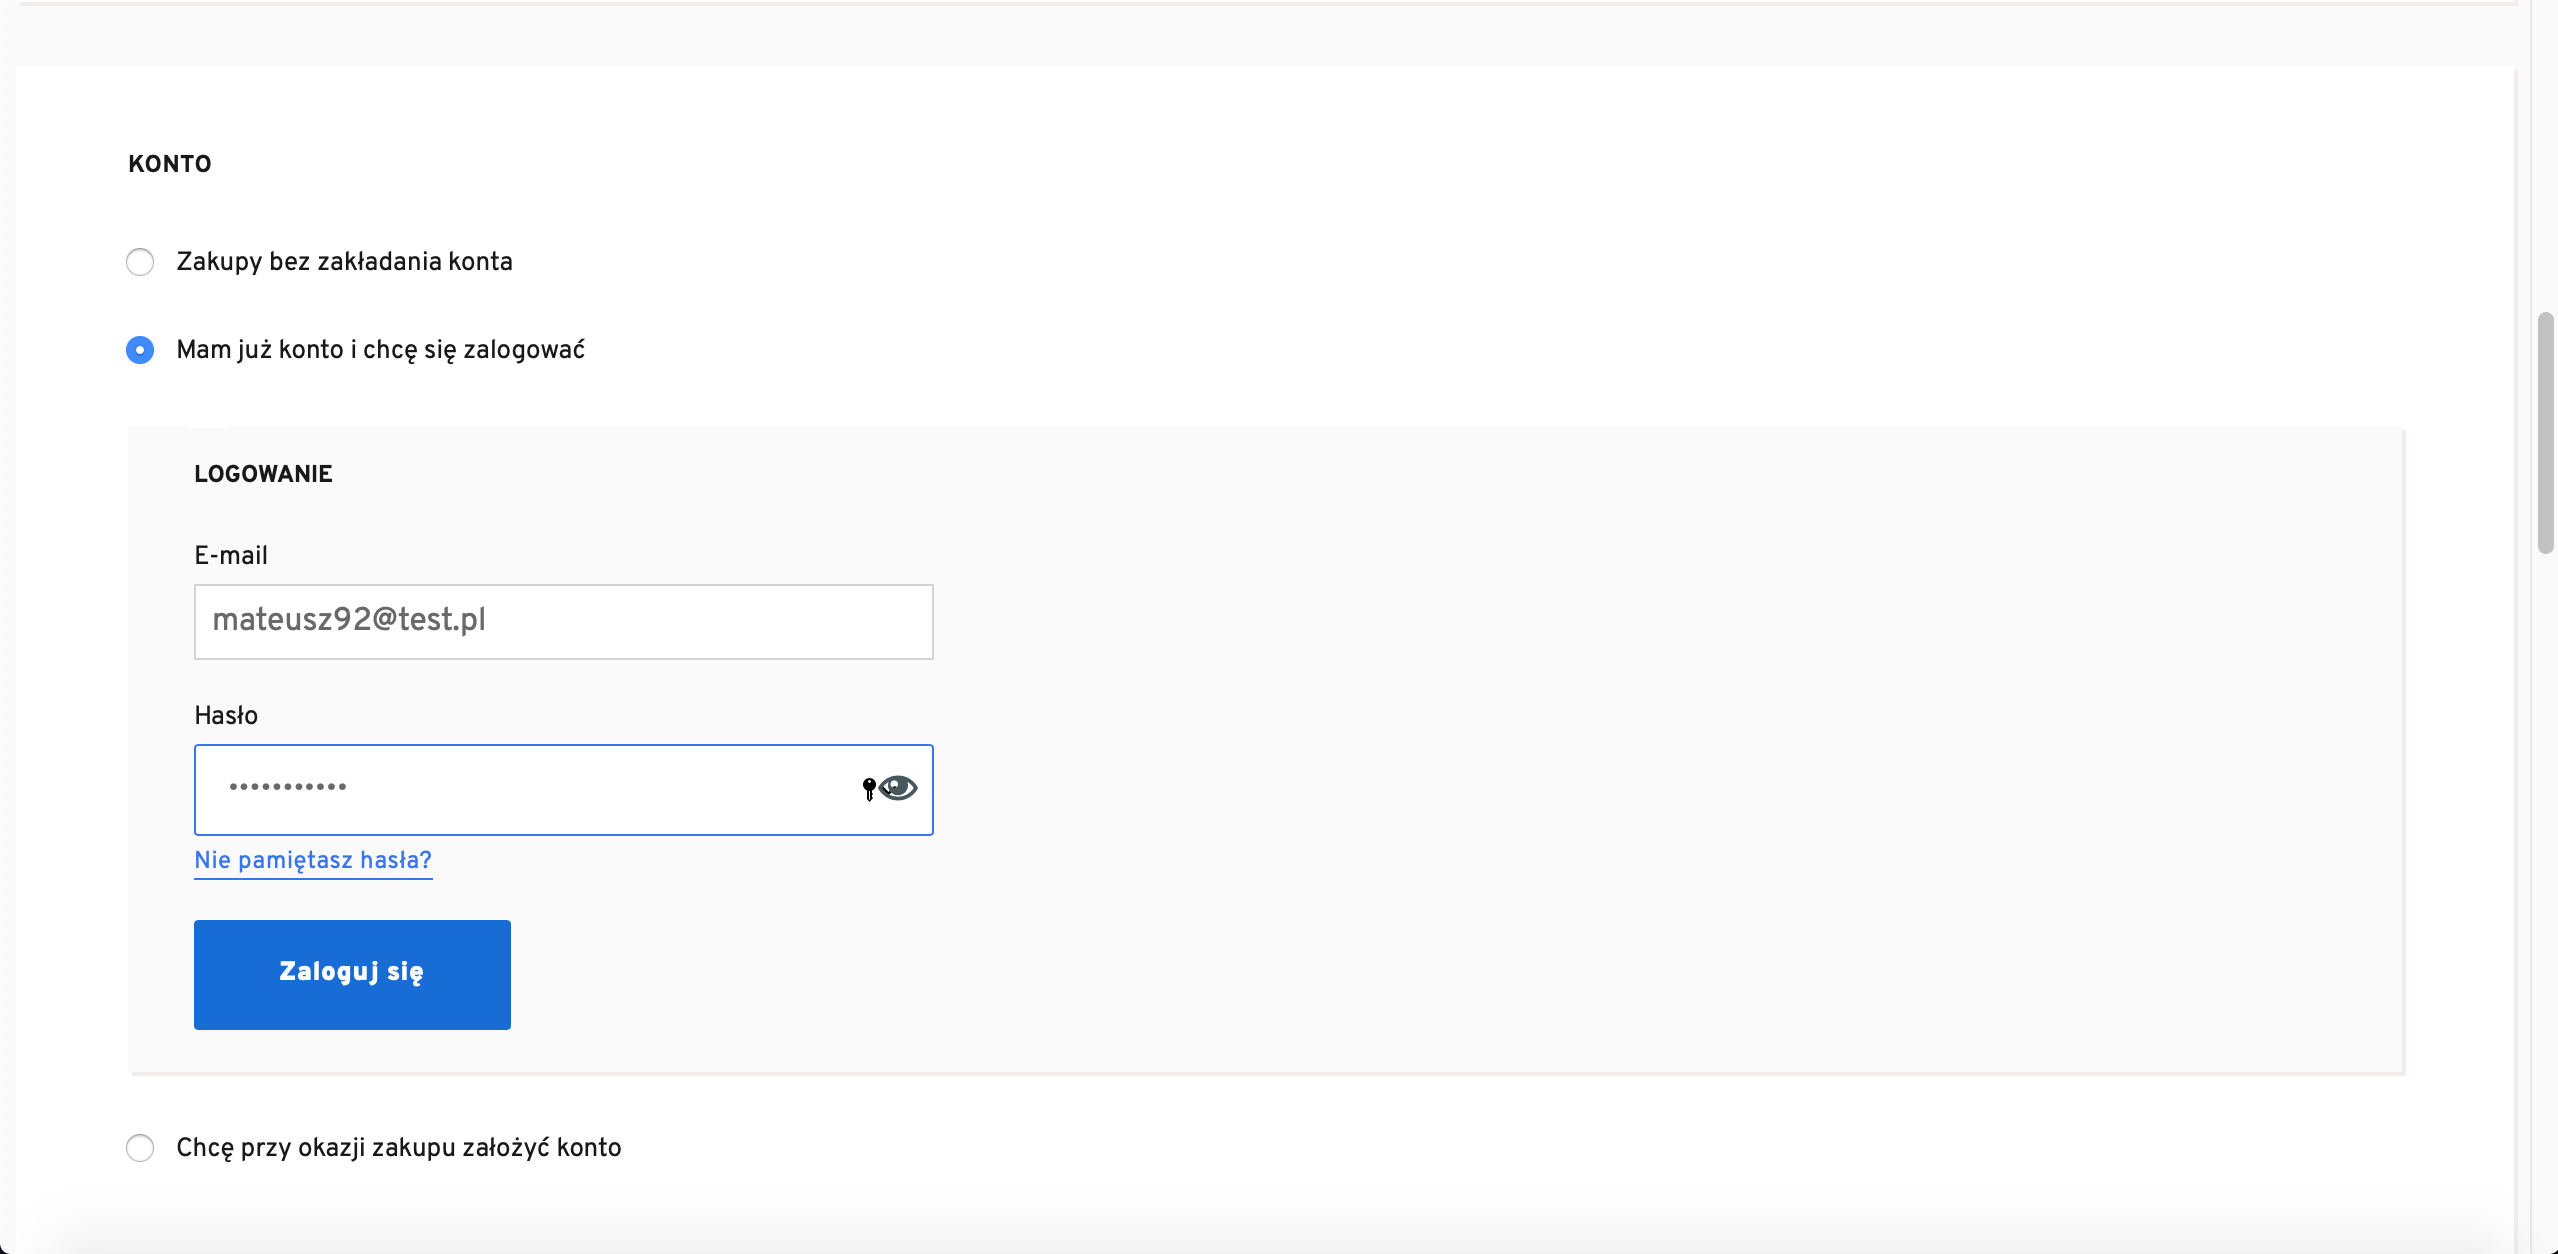 KONTO
Zakupy bez zakładania konta
Mam już konto i chcę się zalogować
LOGOWANIE
E-mail
mateusz92@test.pl
Hasło
•••••••••••
Nie pamiętasz hasła?
Zaloguj się
Chcę przy okazji zakupu założyć konto